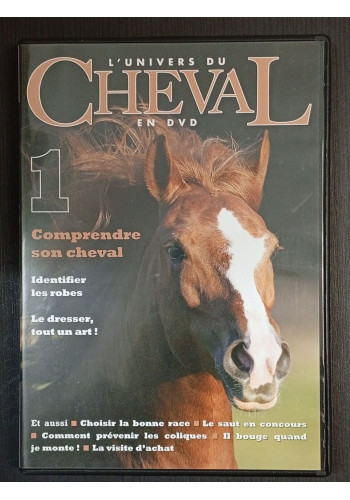 L'UNIVERS DU
CHEVAL
EN DVD
1
Comprendre
son cheval
Identifier
les robes
Le dresser,
tout un art !
Et aussi ■ Choisir la bonne race ■ Le saut en concours
■ Comment prévenir les coliques ■ Il bouge quand
je monte ! ■ La visite d'achat